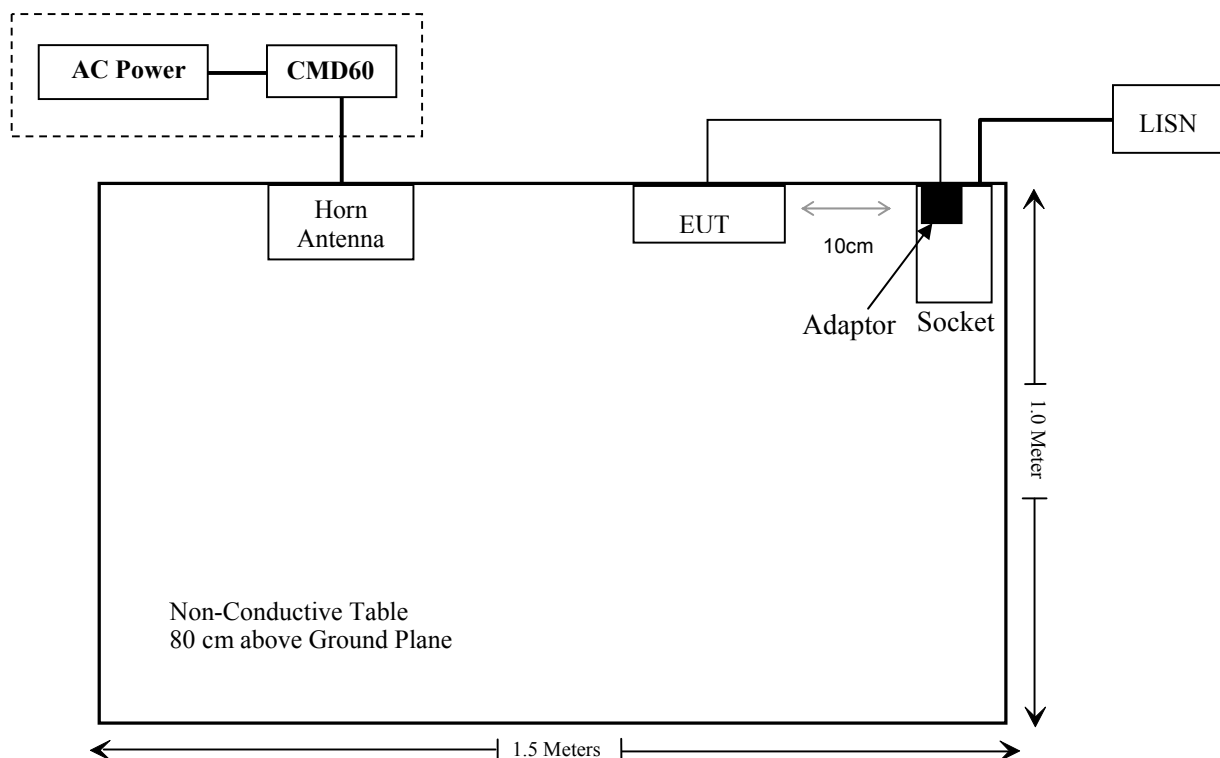 AC Power
CMD60
LISN
Horn
Antenna
EUT
10cm
Adaptor
Socket
1.0 Meter
Non-Conductive Table
80 cm above Ground Plane
1.5 Meters